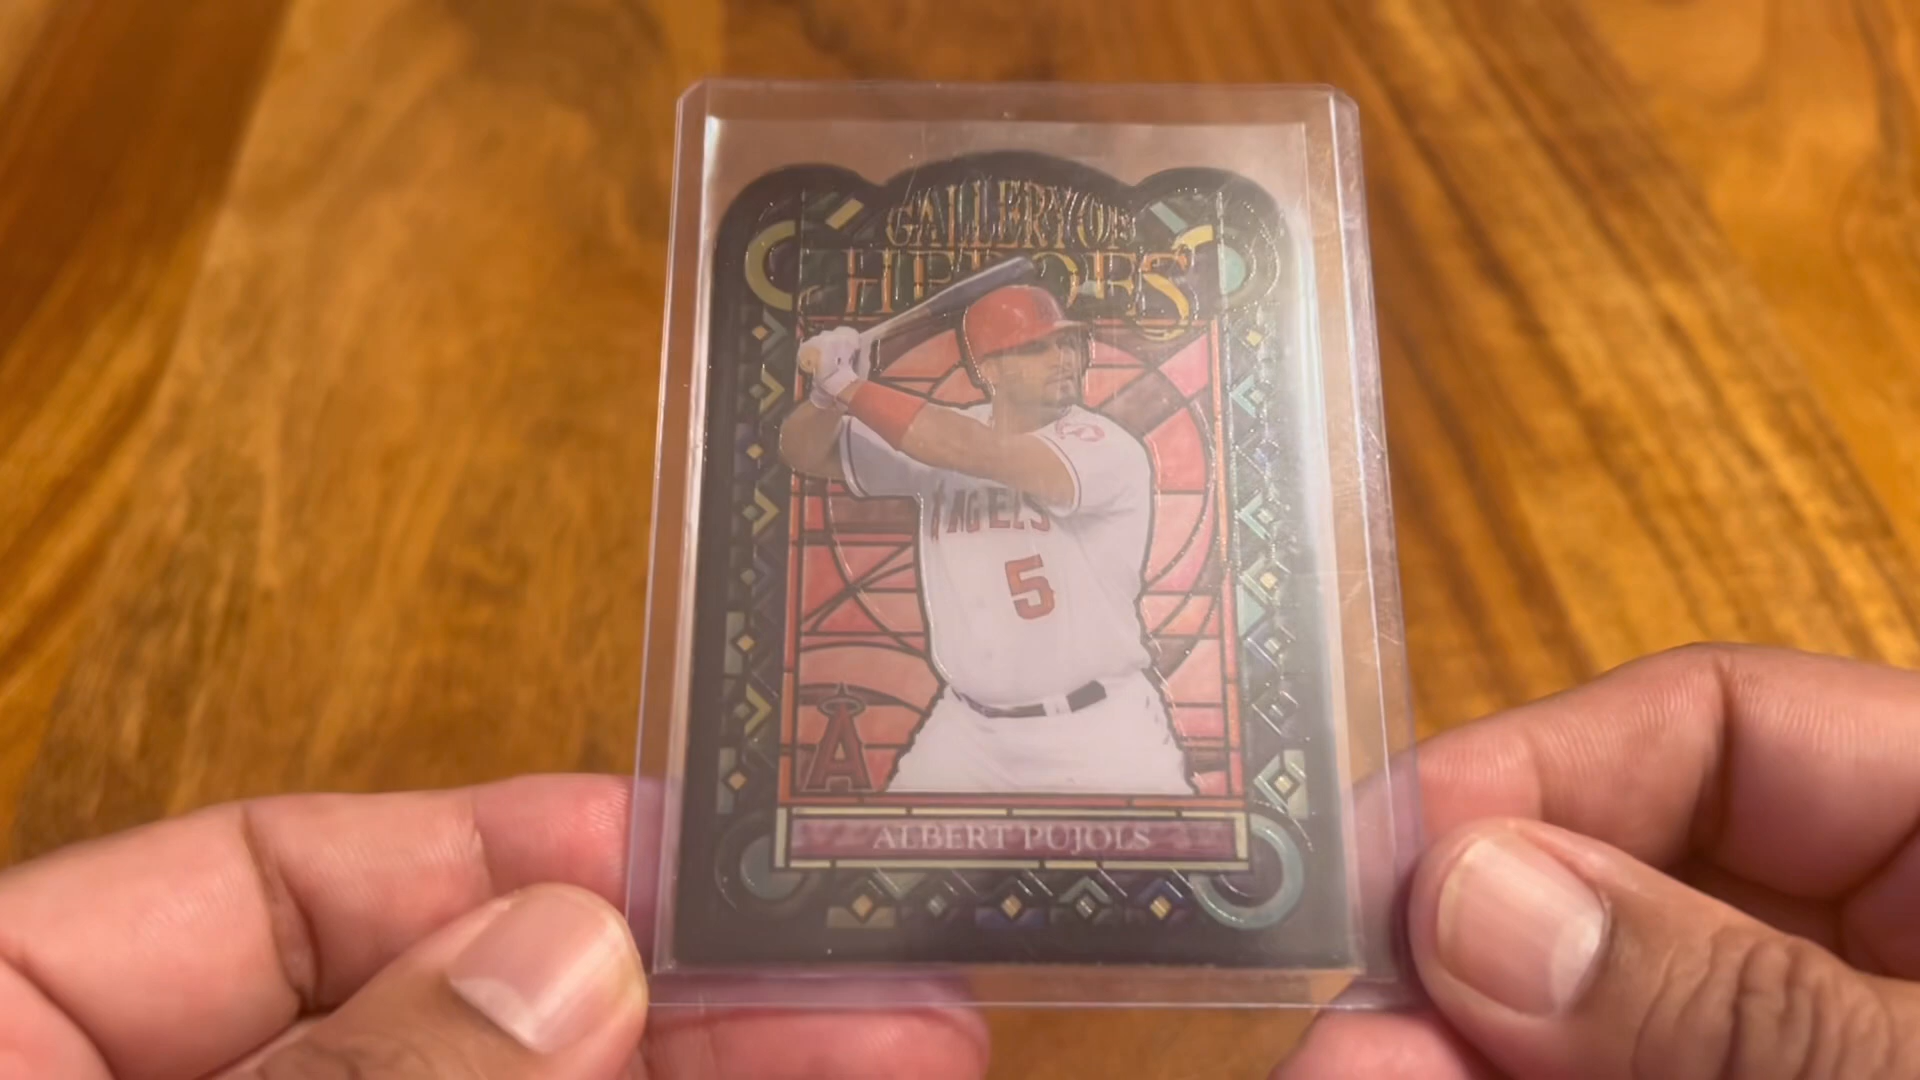 GALLERY OF
HEROES
ANGELS
5
A
ALBERT PUJOLS